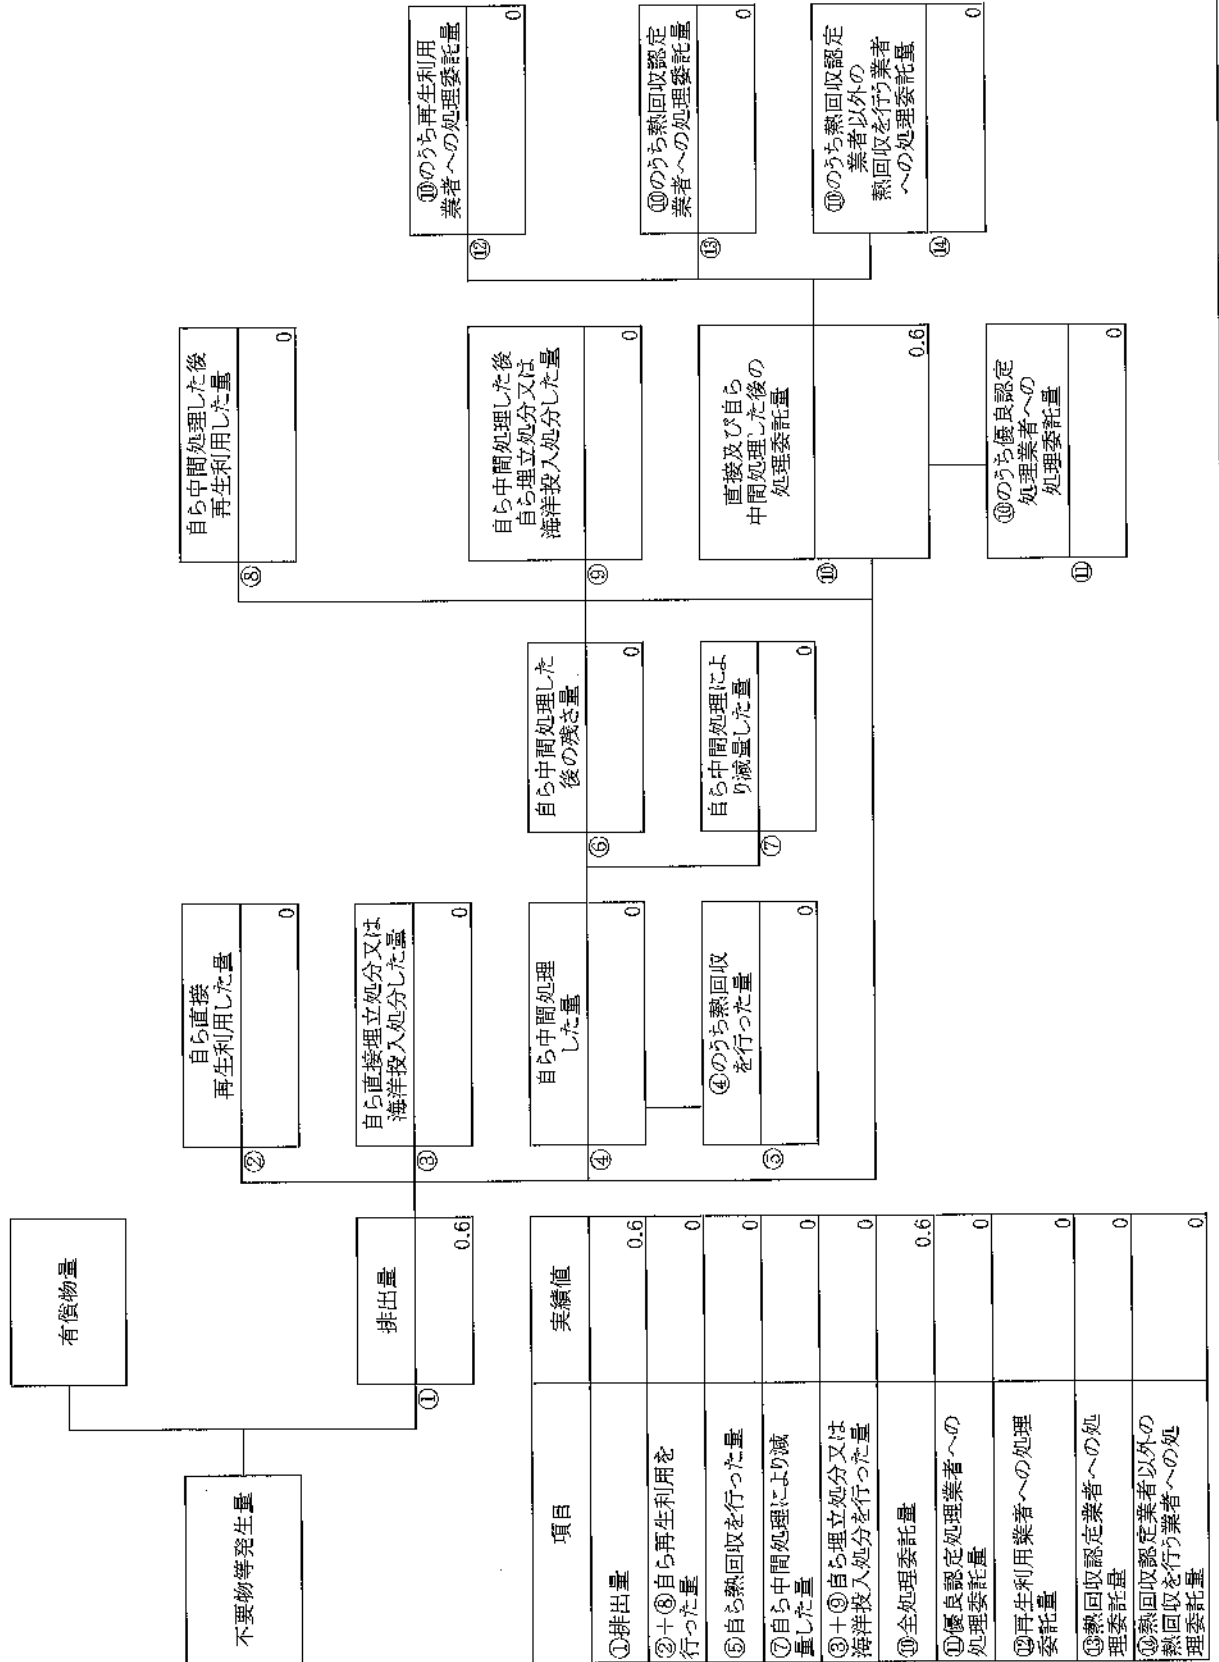 不要物等発生量
有償物量
①
排出量
0.6
②
自ら直接
再生利用した量
0
③
自ら直接埋立処分又は
海洋投入処分した量
0
④
自ら中間処理
した量
0
⑤
④のうち熱回収
を行った量
0
⑥
自ら中間処理した
後の残さ量
0
⑦
自ら中間処理によ
り減量した量
0
⑧
自ら中間処理した後
再生利用した量
0
⑨
自ら中間処理した後
自ら埋立処分又は
海洋投入処分した量
0
⑩
直接及び自ら
中間処理した後の
処理委託量
0.6
⑪
⑩のうち優良認定
処理業者への
処理委託量
0
⑫
⑩のうち再生利用
業者への処理委託量
0
⑬
⑩のうち熱回収認定
業者への処理委託量
0
⑭
⑩のうち熱回収認定
業者以外の
熱回収を行う業者
への処理委託量
0
項目
実績値
①排出量
0.6
②+⑧自ら再生利用を
行った量
0
⑤自ら熱回収を行った量
0
⑦自ら中間処理により減
量した量
0
③+⑨自ら埋立処分又は
海洋投入処分を行った量
0
⑩全処理委託量
0.6
⑪優良認定処理業者への
処理委託量
0
⑫再生利用業者への処理
委託量
0
⑬熱回収認定業者への処
理委託量
0
⑭熱回収認定業者以外の
熱回収を行う業者への処
理委託量
0